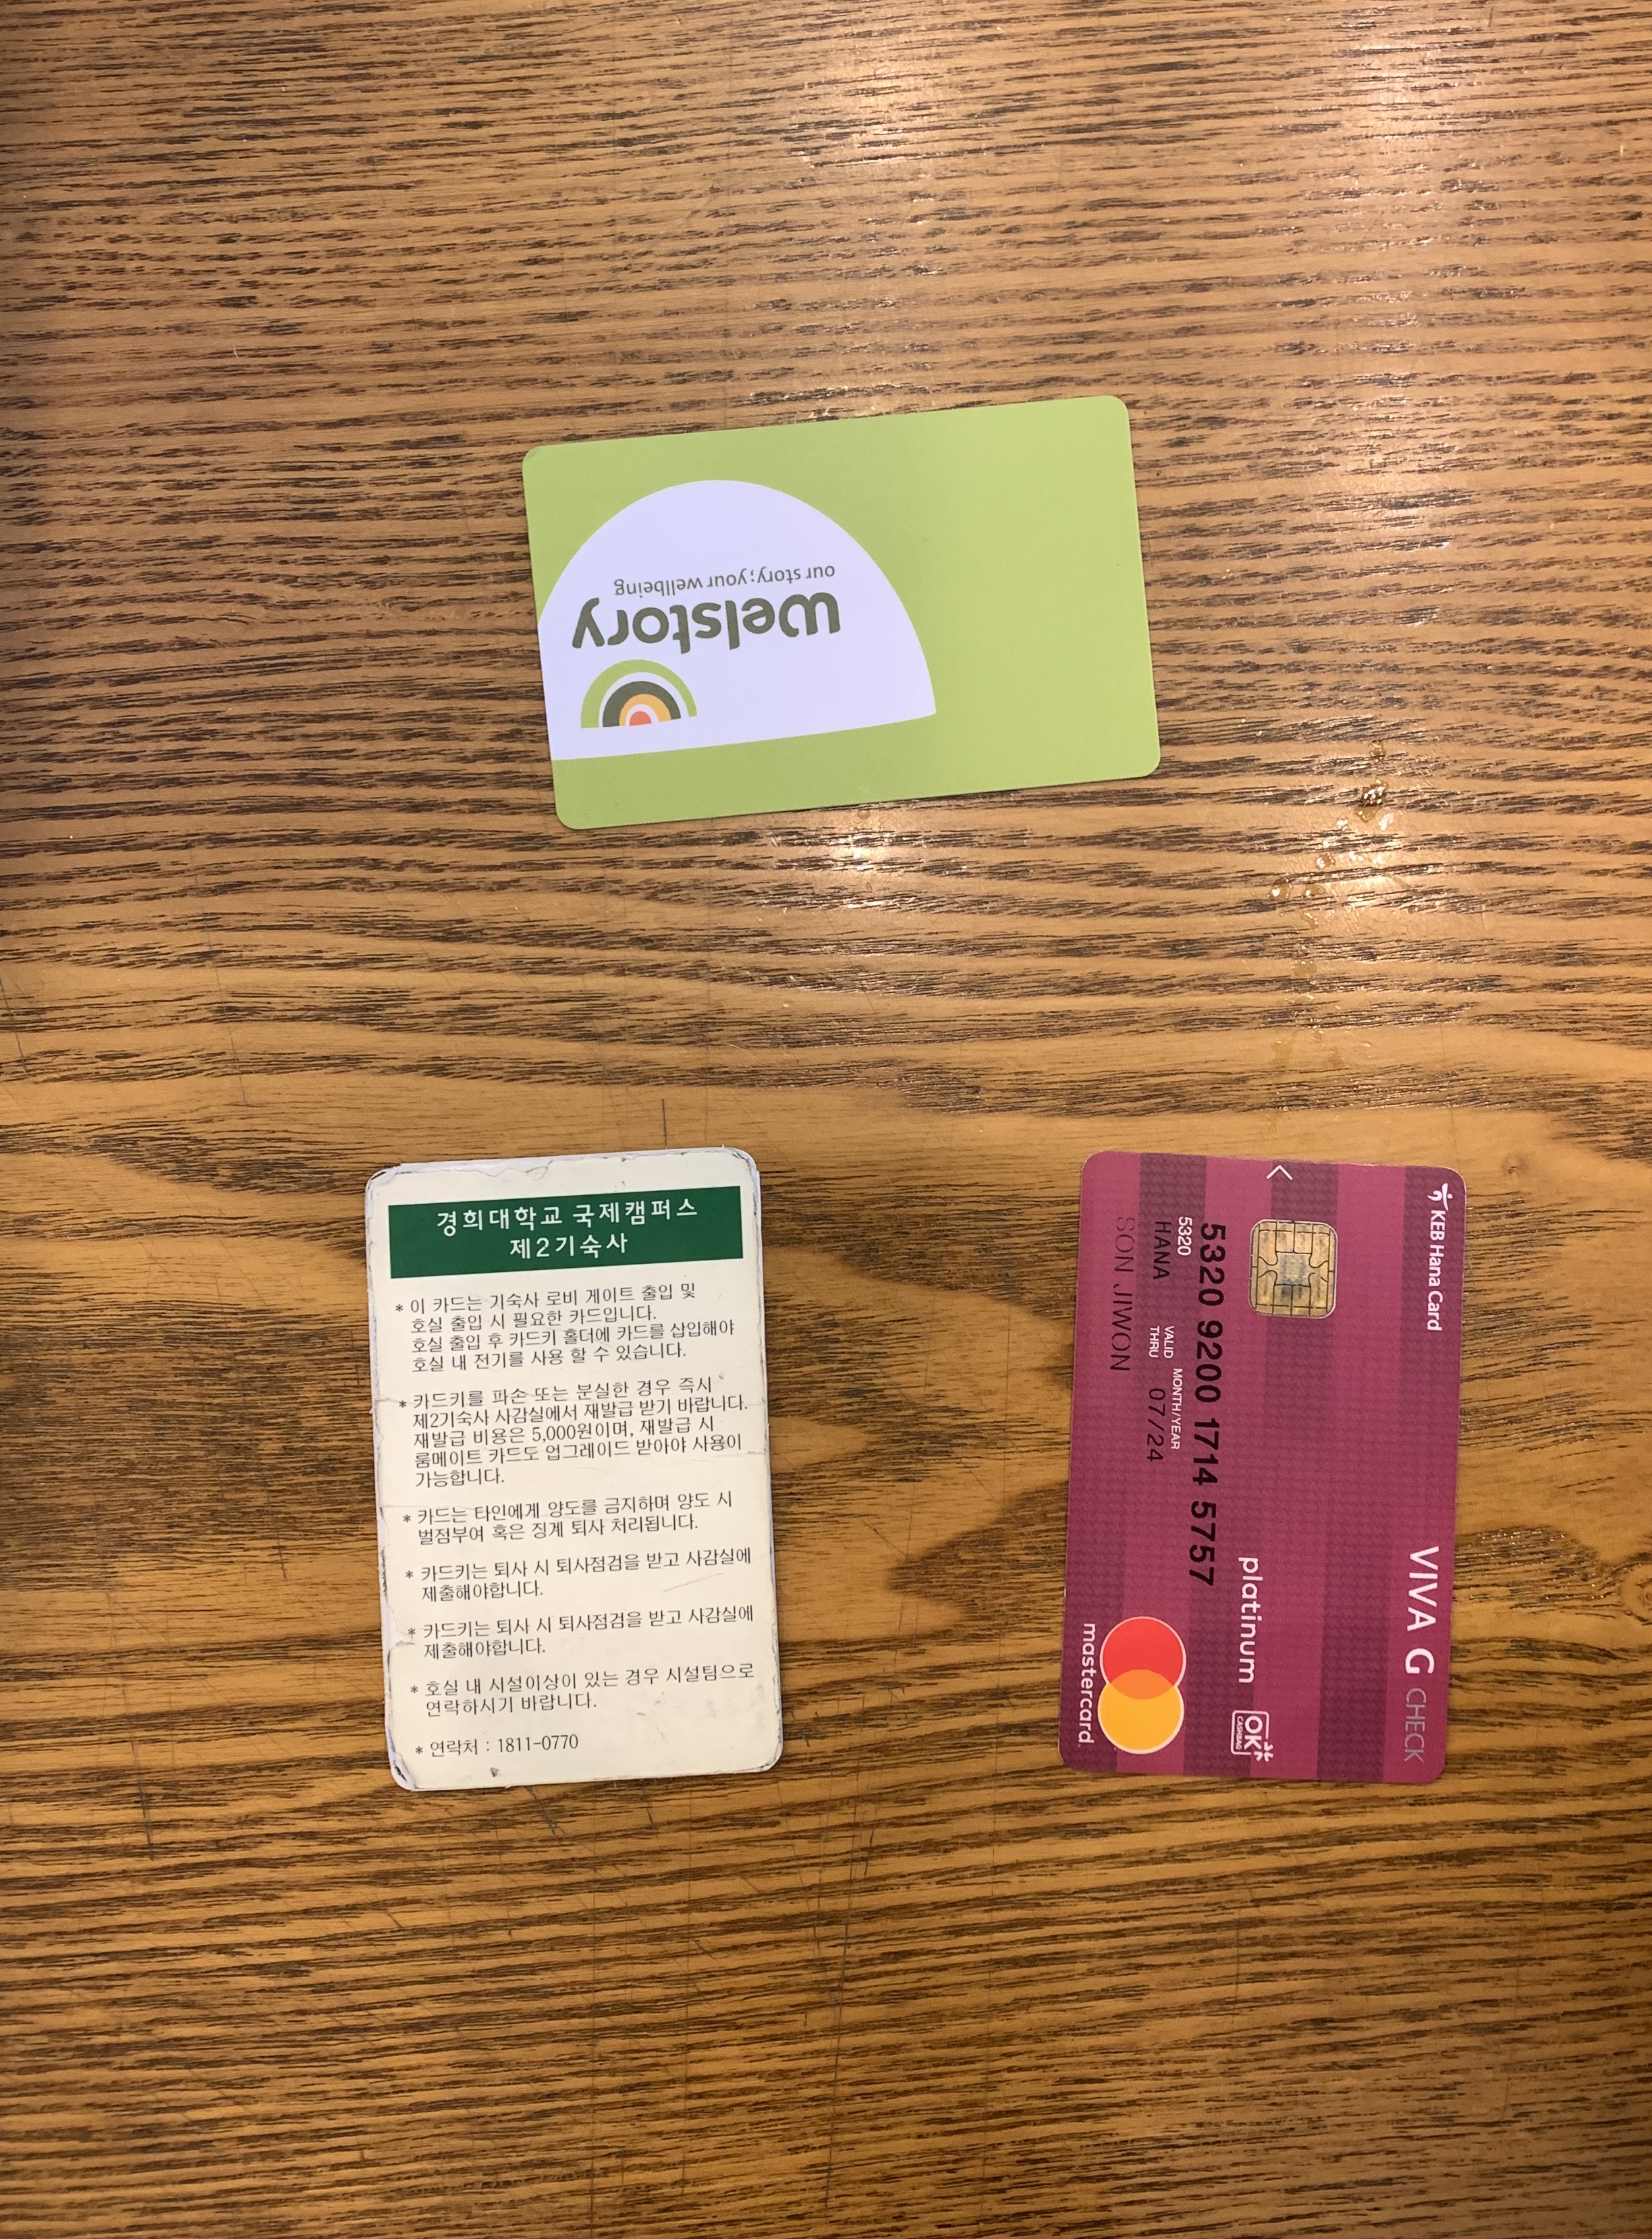 welstory
our story; your wellbeing
경희대학교 국제캠퍼스
제2기숙사
* 이 카드는 기숙사 로비 게이트 출입 및
호실 출입 시 필요한 카드입니다.
호실 출입 후 카드키 홀더에 카드를 삽입해야
호실 내 전기를 사용 할 수 있습니다.
* 카드키를 파손 또는 분실한 경우 즉시
제2기숙사 사감실에서 재발급 받기 바랍니다.
재발급 비용은 5,000원이며, 재발급 시
룸메이트 카드도 업그레이드 받아야 사용이
가능합니다.
* 카드는 타인에게 양도를 금지하며 양도 시
벌점부여 혹은 징계 퇴사 처리됩니다.
* 카드키는 퇴사 시 퇴사점검을 받고 사감실에
제출해야합니다.
* 카드키는 퇴사 시 퇴사점검을 받고 사감실에
제출해야합니다.
* 호실 내 시설이상이 있는 경우 시설팀으로
연락하시기 바랍니다.
* 연락처 : 1811-0770
KEB Hana Card
VIVA G CHECK
platinum
OK
CASHBAG
5320 9200 1714 5757
5320
MONTH/YEAR
VALID THRU
HANA 07/24
SON JIWON
mastercard